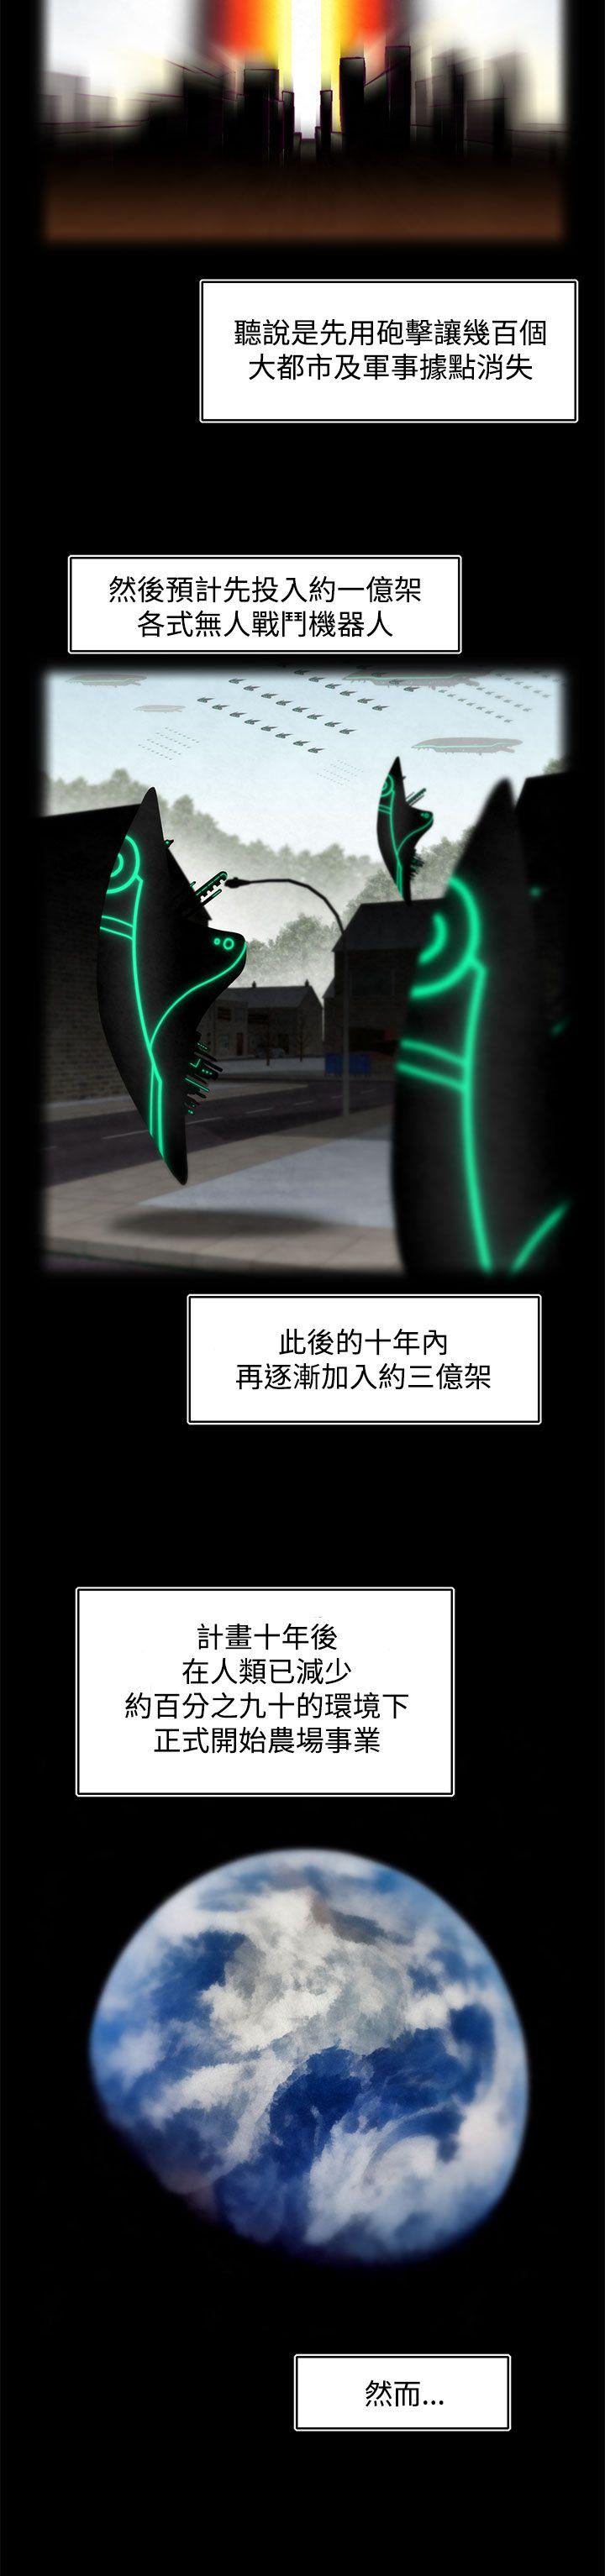 聽說是先用砲擊讓幾百個
大都市及軍事據點消失
然後預計先投入約一億架
各式無人戰鬥機器人
此後的十年內
再逐漸加入約三億架
計畫十年後
在人類已減少
約百分之九十的環境下
正式開始農場事業
然而...